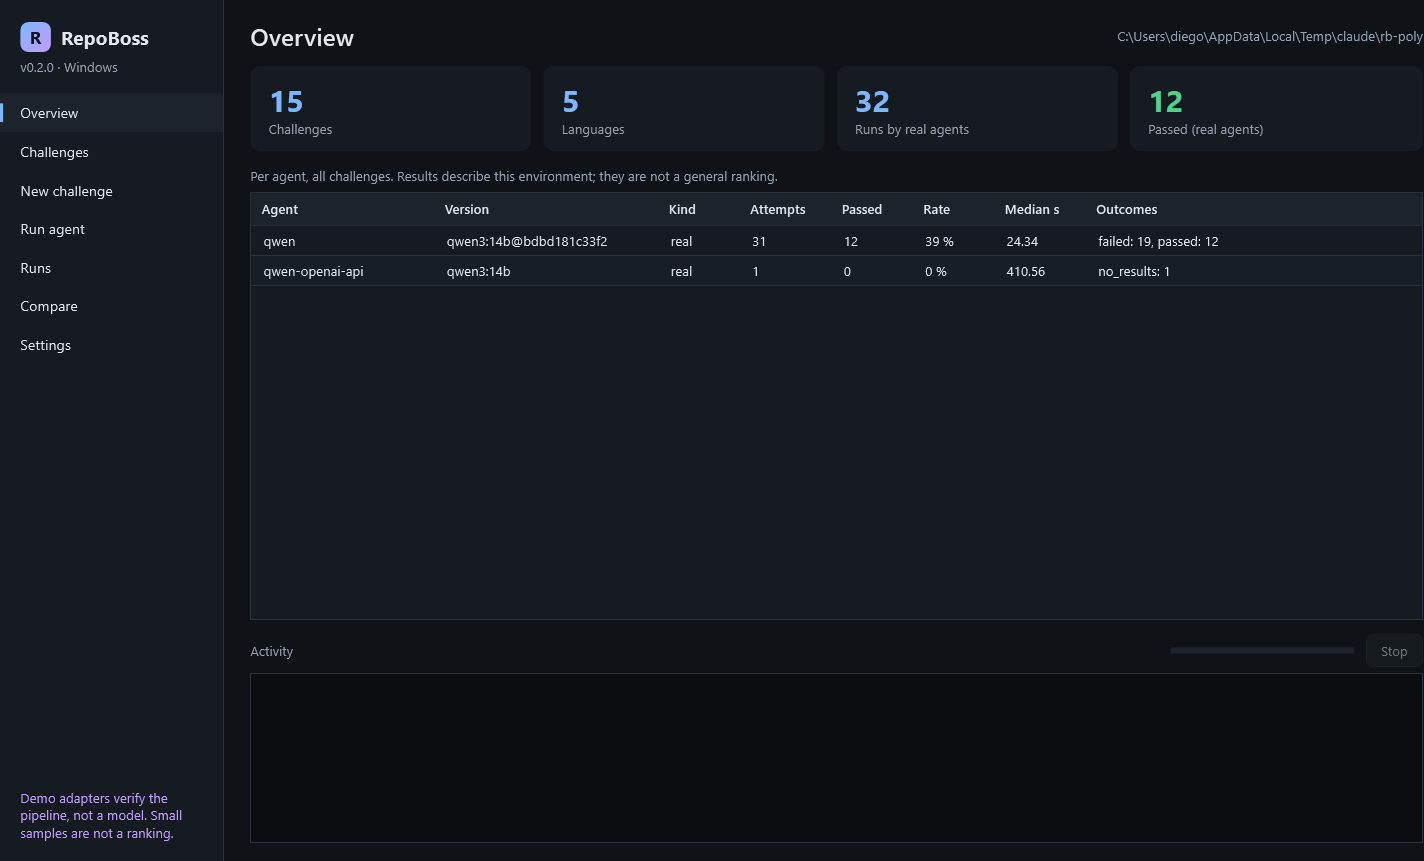 R RepoBoss
v0.2.0 · Windows
Overview
Challenges
New challenge
Run agent
Runs
Compare
Settings
Demo adapters verify the
pipeline, not a model. Small
samples are not a ranking.
Overview
C:\Users\diego\AppData\Local\Temp\claude\rb-poly
15
Challenges
5
Languages
32
Runs by real agents
12
Passed (real agents)
Per agent, all challenges. Results describe this environment; they are not a general ranking.
Agent Version Kind Attempts Passed Rate Median s Outcomes
qwen qwen3:14b@bdbd181c33f2 real 31 12 39 % 24.34 failed: 19, passed: 12
qwen-openai-api qwen3:14b real 1 0 0 % 410.56 no_results: 1
Activity
Stop